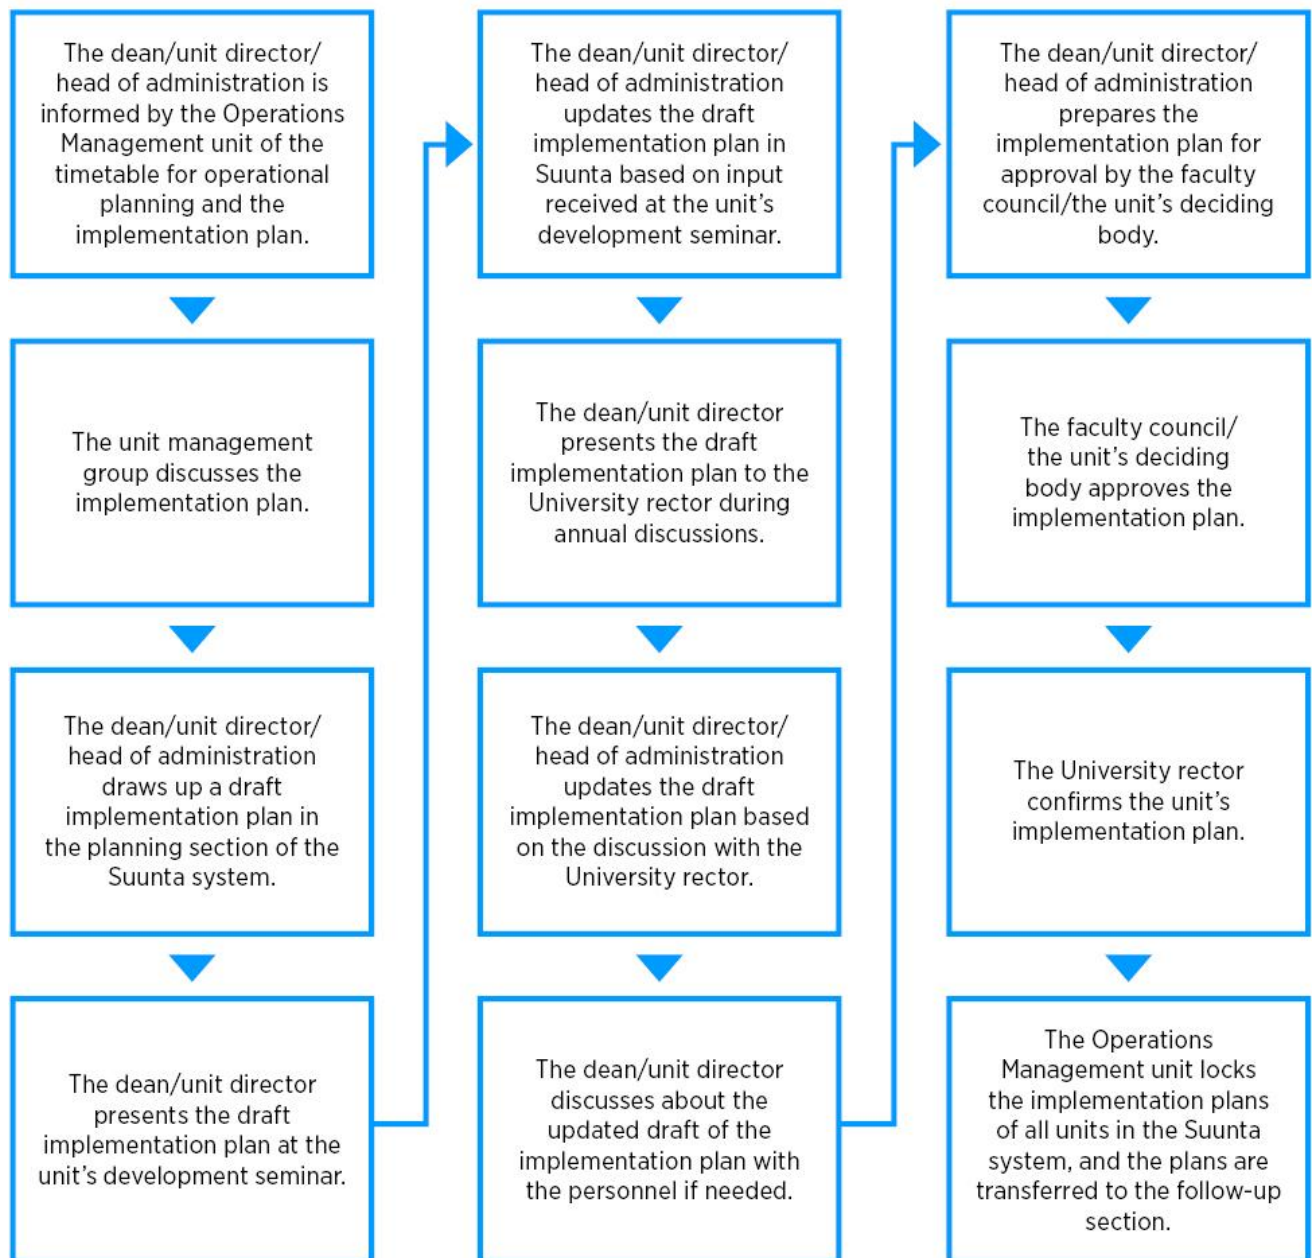 The dean/unit director/
head of administration is
informed by the Operations
Management unit of the
timetable for operational
planning and the
implementation plan.
The unit management
group discusses the
implementation plan.
The dean/unit director/
head of administration
draws up a draft
implementation plan in
the planning section of the
Suunta system.
The dean/unit director
presents the draft
implementation plan at the
unit's development seminar.
The dean/unit director/
head of administration
updates the draft
implementation plan in
Suunta based on input
received at the unit's
development seminar.
The dean/unit director
presents the draft
implementation plan to the
University rector during
annual discussions.
The dean/unit director/
head of administration
updates the draft
implementation plan based
on the discussion with the
University rector.
The dean/unit director
discusses about the
updated draft of the
implementation plan with
the personnel if needed.
The dean/unit director/
head of administration
prepares the
implementation plan for
approval by the faculty
council/the unit's deciding
body.
The faculty council/
the unit's deciding
body approves the
implementation plan.
The University rector
confirms the unit's
implementation plan.
The Operations
Management unit locks
the implementation plans
of all units in the Suunta
system, and the plans are
transferred to the follow-up
section.